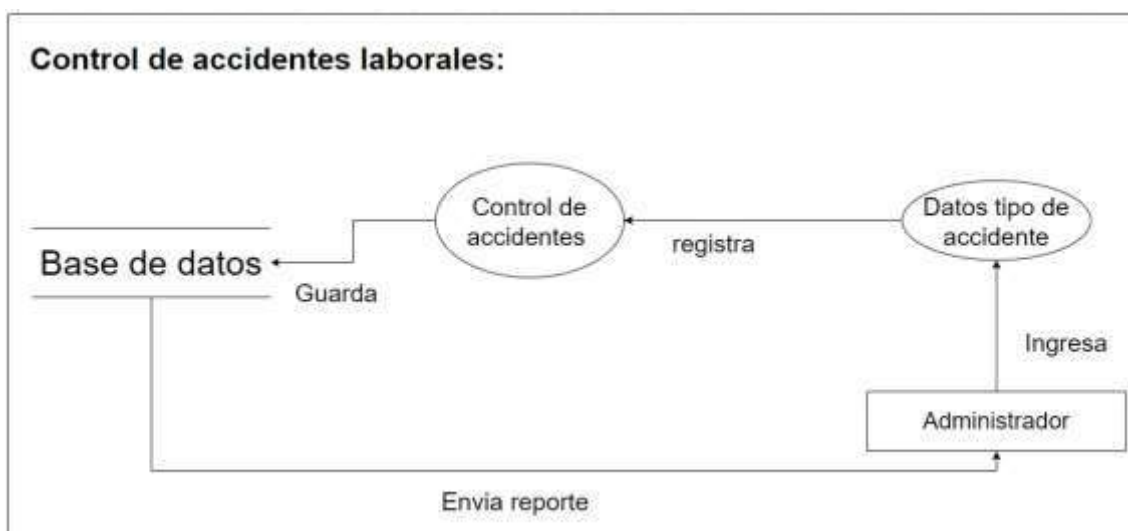 Control de accidentes laborales:
Control de
accidentes
Datos tipo de
accidente
registra
Base de datos
Guarda
Ingresa
Administrador
Envia reporte